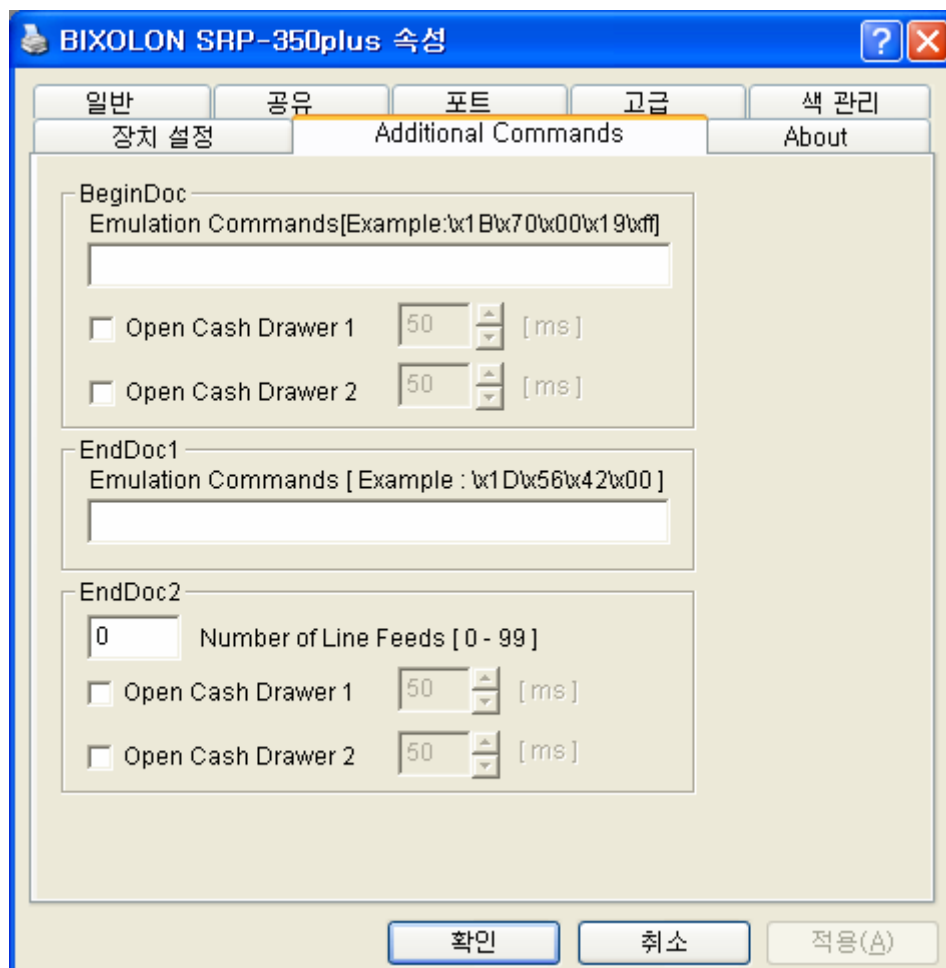 BIXOLON SRP-350plus 속성
일반 공유 포트 고급 색 관리
장치 설정 Additional Commands About
BeginDoc
Emulation Commands[Example:\x1B\x70\x00\x19\xff]
Open Cash Drawer 1 50 [ms]
Open Cash Drawer 2 50 [ms]
EndDoc1
Emulation Commands [ Example : \x1D\x56\x42\x00 ]
EndDoc2
0 Number of Line Feeds [ 0 - 99 ]
Open Cash Drawer 1 50 [ms]
Open Cash Drawer 2 50 [ms]
확인 취소 적용(A)